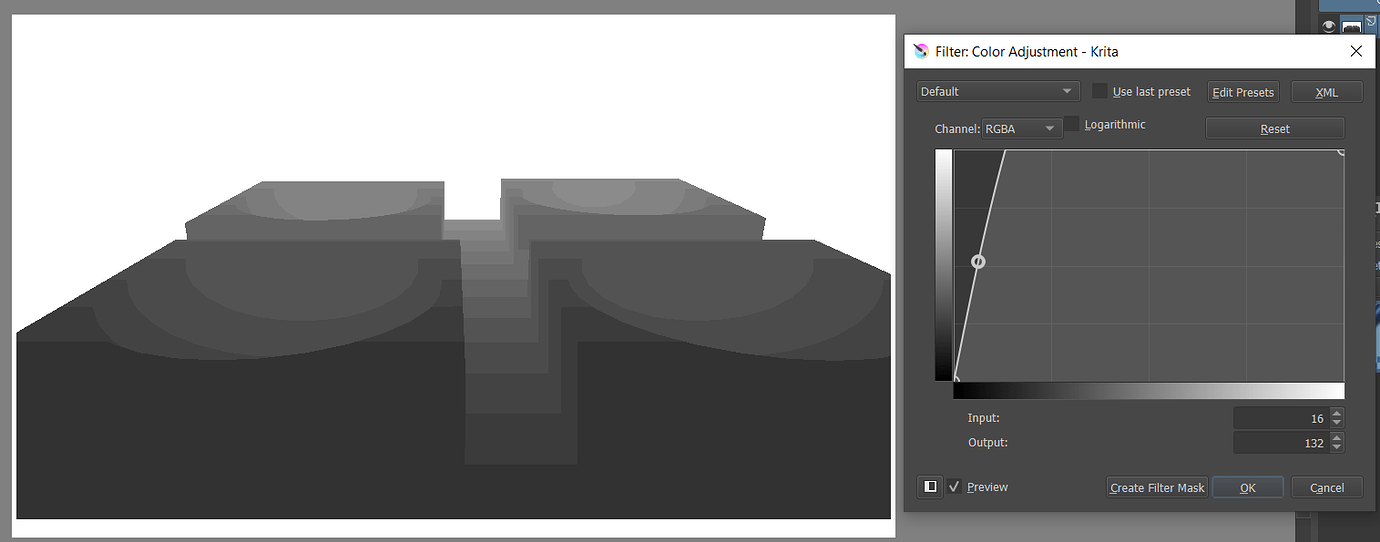 Filter: Color Adjustment - Krita
Default
Use last preset
Edit Presets
XML
Channel: RGBA
Logarithmic
Reset
Input: 16
Output: 132
Preview
Create Filter Mask
OK
Cancel